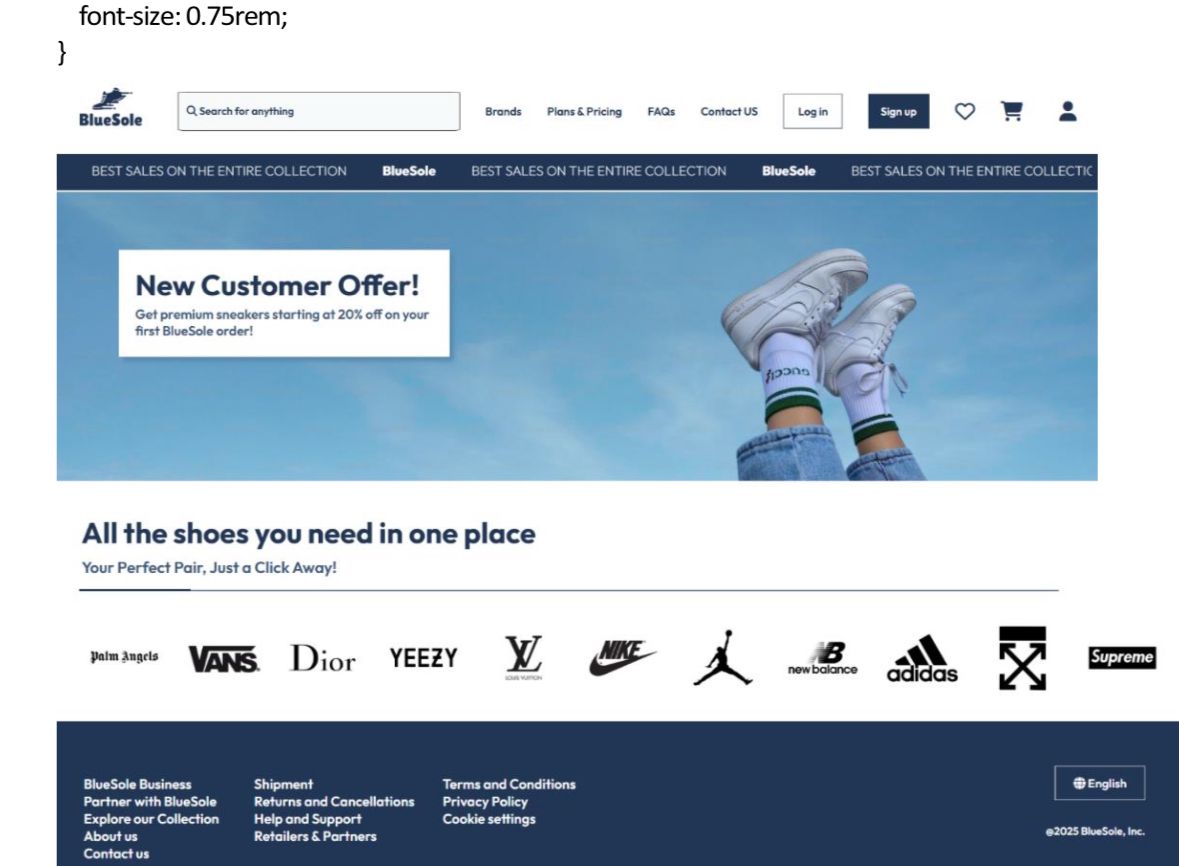 font-size: 0.75rem;
}
BlueSole
Search for anything
Brands
Plans & Pricing
FAQs
Contact US
Log in
Sign up
BEST SALES ON THE ENTIRE COLLECTION BlueSole BEST SALES ON THE ENTIRE COLLECTION BlueSole BEST SALES ON THE ENTIRE COLLECTIC
New Customer Offer!
Get premium sneakers starting at 20% off on your
first BlueSole order!
GUCCI
All the shoes you need in one place
Your Perfect Pair, Just a Click Away!
Palm Angels
VANS
Dior
YEEZY
LV
LOUIS VUITTON
NIKE
NB
new balance
adidas
Supreme
BlueSole Business
Partner with BlueSole
Explore our Collection
About us
Contact us
Shipment
Returns and Cancellations
Help and Support
Retailers & Partners
Terms and Conditions
Privacy Policy
Cookie settings
English
@2025 BlueSole, Inc.